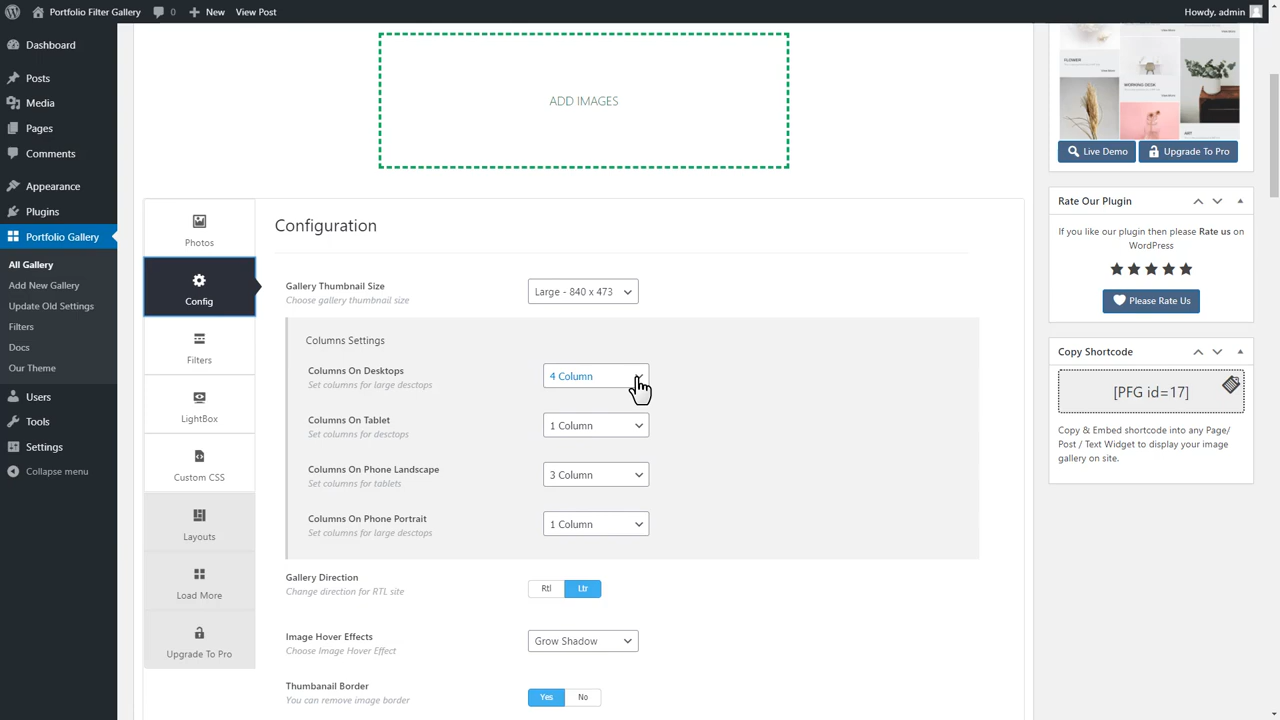 Portfolio Filter Gallery
0
New
View Post
Howdy, admin
Dashboard
Posts
Media
Pages
Comments
Appearance
Plugins
Portfolio Gallery
All Gallery
Add New Gallery
Update Old Settings
Filters
Docs
Our Theme
Users
Tools
Settings
Collapse menu
ADD IMAGES
Photos
Config
Filters
LightBox
Custom CSS
Layouts
Load More
Upgrade To Pro
Configuration
Gallery Thumbnail Size
Choose gallery thumbnail size
Large - 840 x 473
Columns Settings
Columns On Desktops
Set columns for large desctops
4 Column
Columns On Tablet
Set columns for desctops
1 Column
Columns On Phone Landscape
Set columns for tablets
3 Column
Columns On Phone Portrait
Set columns for large desctops
1 Column
Gallery Direction
Change direction for RTL site
Rtl
Ltr
Image Hover Effects
Choose Image Hover Effect
Grow Shadow
Thumbanail Border
You can remove image border
Yes
No
FLOWER
WORKING DESK
ART
Live Demo
Upgrade To Pro
Rate Our Plugin
If you like our plugin then please Rate us on
WordPress
Please Rate Us
Copy Shortcode
[PFG id=17]
Copy & Embed shortcode into any Page/
Post / Text Widget to display your image
gallery on site.